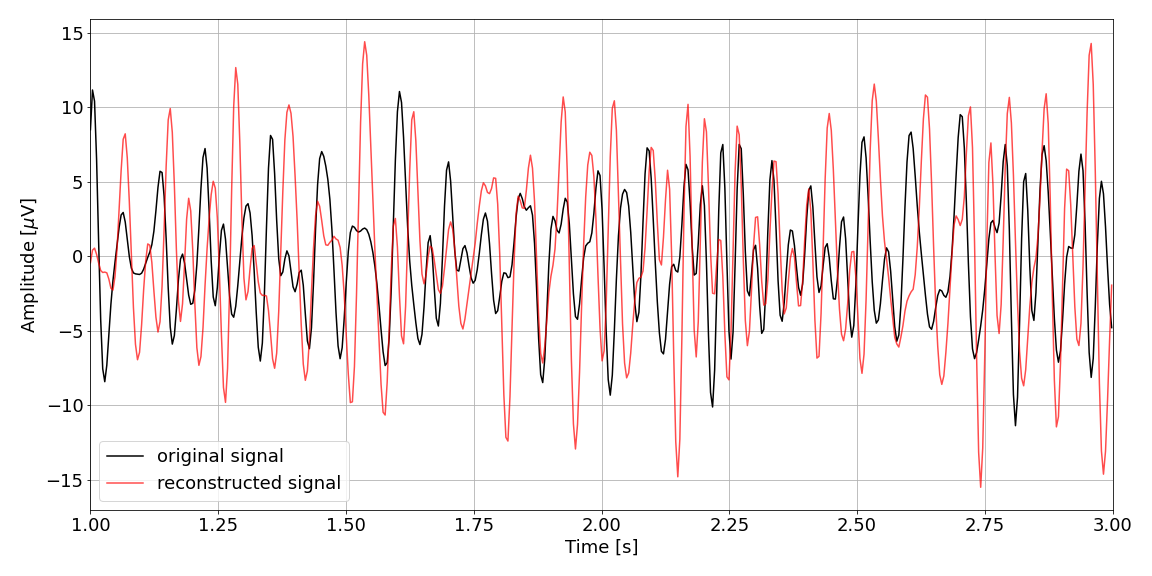 15
10
5
0
−5
−10
−15
Amplitude [μV]
original signal
reconstructed signal
1.00 1.25 1.50 1.75 2.00 2.25 2.50 2.75 3.00
Time [s]